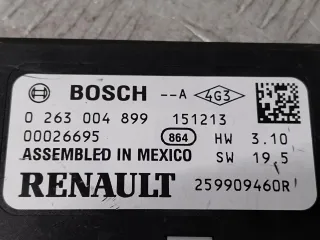 BOSCH --A 4G3
0 263 004 899 151213
00026695 864 HW 3.10
ASSEMBLED IN MEXICO SW 19,5
RENAULT 259909460R